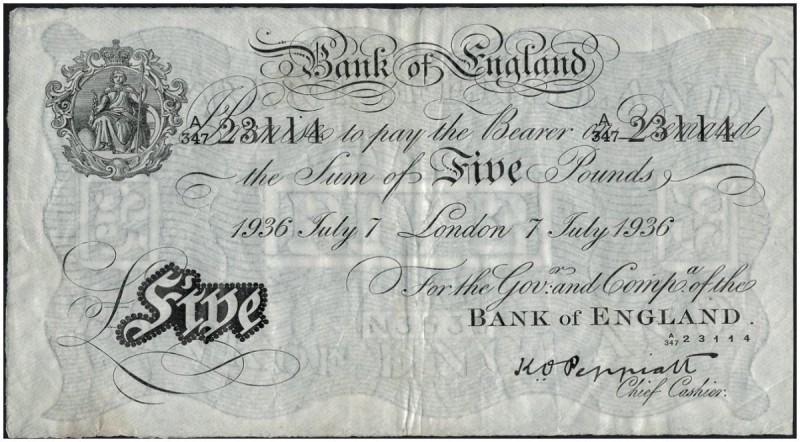 Bank of England
A/347 23114 A/347 23114
I Promise to pay the Bearer on Demand
the Sum of Five Pounds
1936 July 7 London 7 July 1936
For the Govr. and Compa. of the
BANK of ENGLAND.
£Five
A/347 23114
K.O Peppiatt
Chief Cashier.